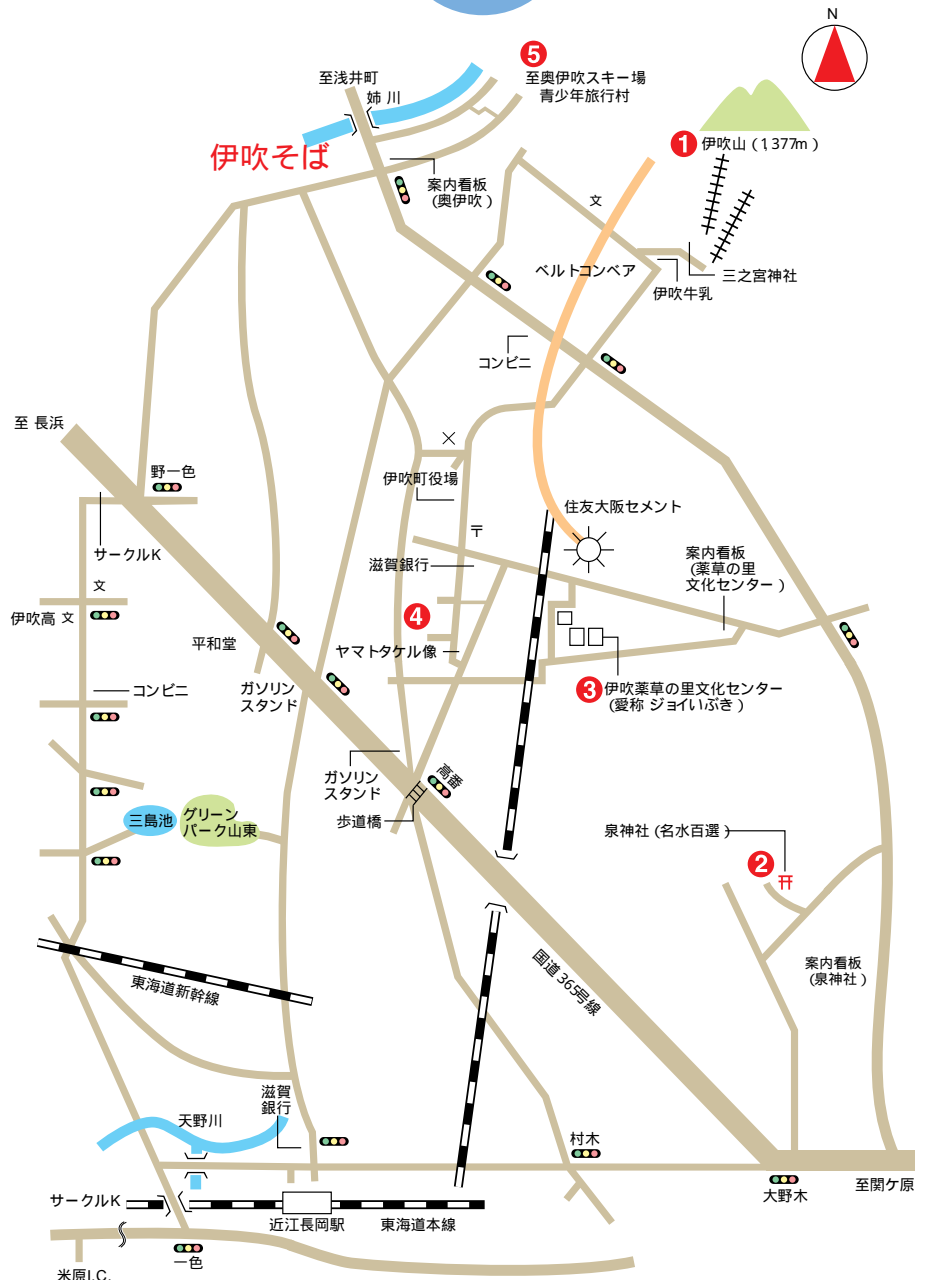 N
5
至浅井町
至奥伊吹スキー場
青少年旅行村
姉 川
1 伊吹山(1,377m)
伊吹そば
案内看板
(奥伊吹)
文
ベルトコンベア
三之宮神社
伊吹牛乳
コンビニ
至 長浜
野一色
伊吹町役場
住友大阪セメント
サークルK
〒
滋賀銀行
案内看板
(薬草の里
文化センター)
文
伊吹高 文
4
平和堂
ヤマトタケル像
コンビニ
ガソリン
スタンド
3 伊吹薬草の里文化センター
(愛称 ジョイいぶき)
ガソリン
スタンド
高番
三島池
グリーン
パーク山東
歩道橋
泉神社(名水百選)
2
国道365号線
案内看板
(泉神社)
東海道新幹線
滋賀
銀行
天野川
村木
大野木
至関ケ原
サークルK
近江長岡駅
東海道本線
一色
米原I.C.